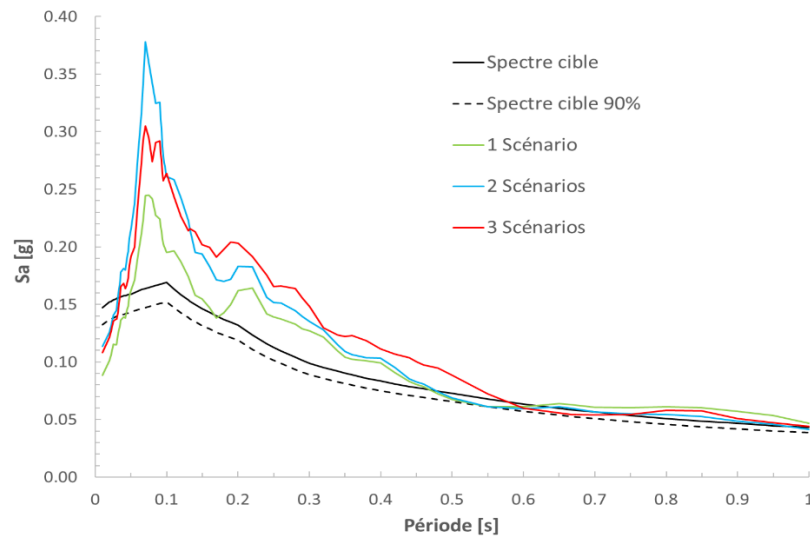 0.40
0.35
0.30
0.25
0.20
0.15
0.10
0.05
0.00
Sa [g]
Spectre cible
Spectre cible 90%
1 Scénario
2 Scénarios
3 Scénarios
0 0.1 0.2 0.3 0.4 0.5 0.6 0.7 0.8 0.9 1
Période [s]